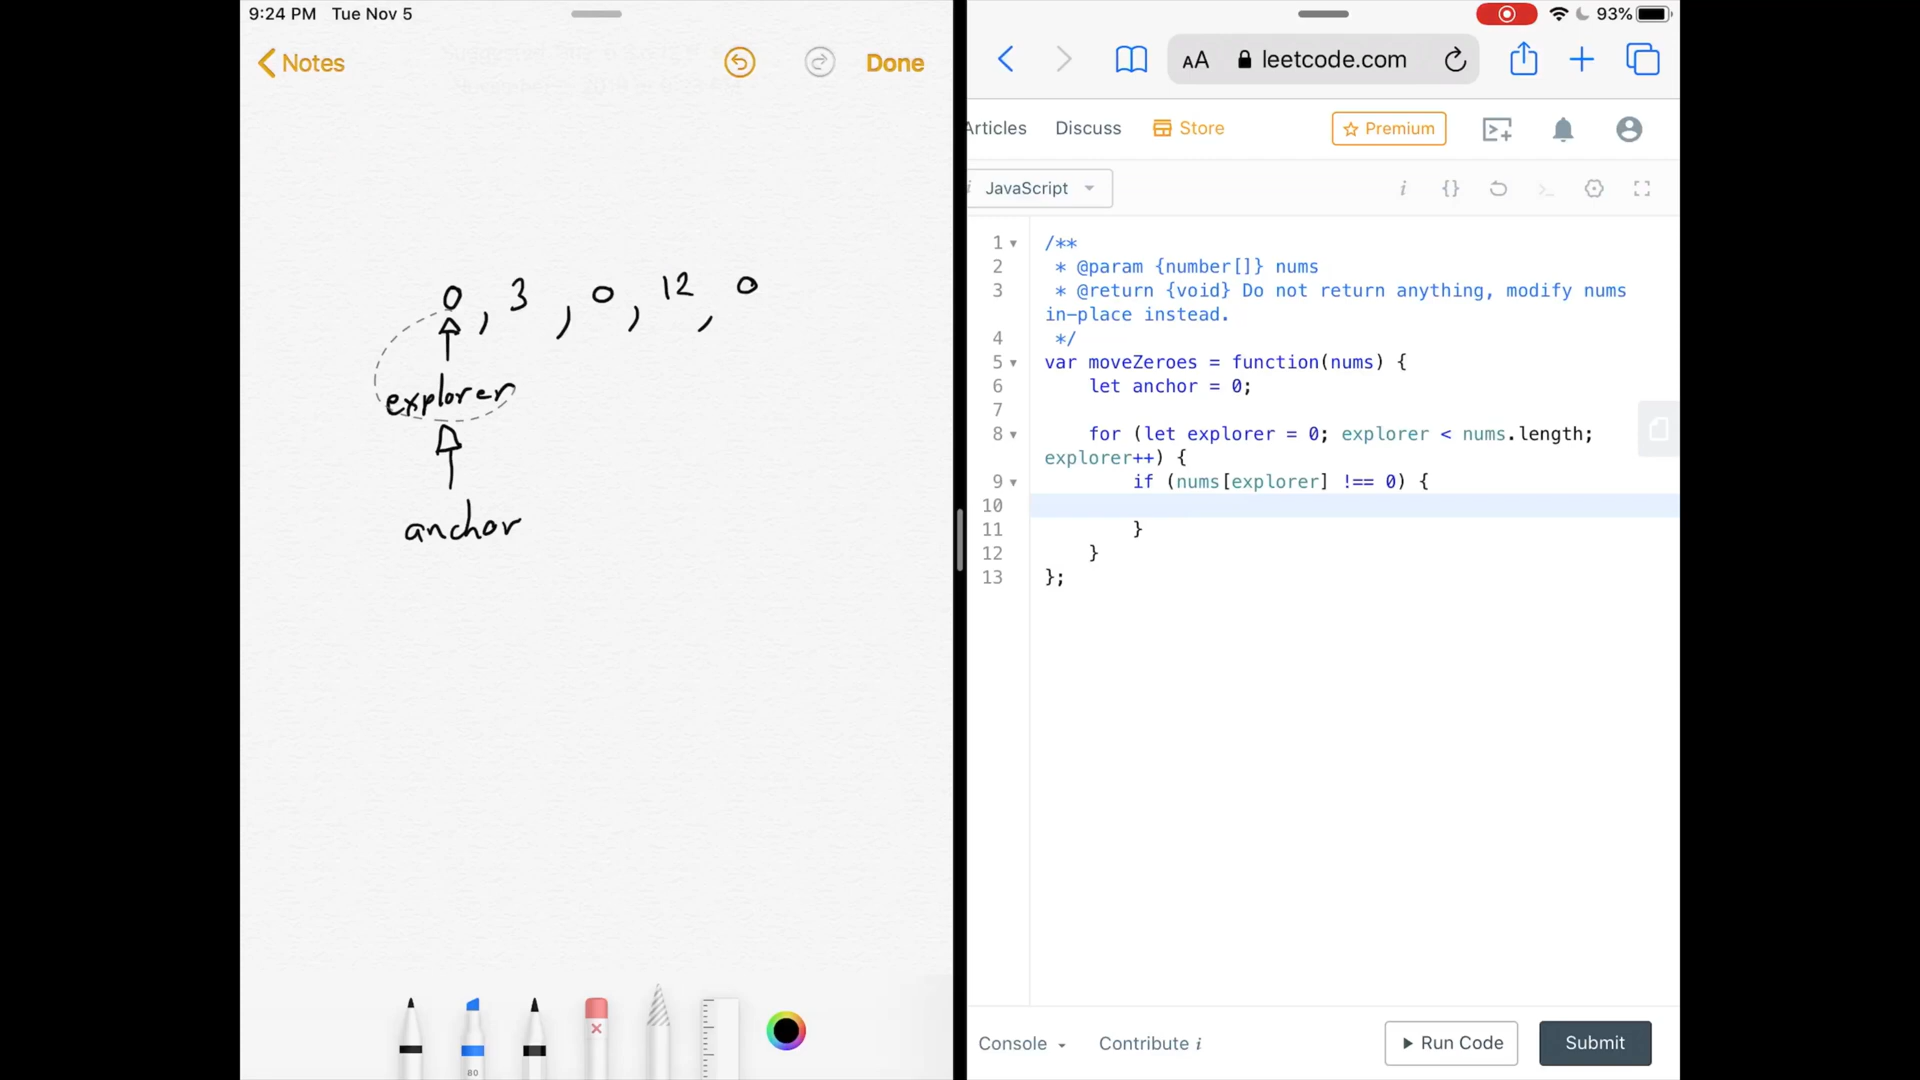 9:24 PM Tue Nov 5
Notes
Done
0, 3, 0, 12, 0
explorer
anchor
93%
AA leetcode.com
Articles Discuss Store Premium
i JavaScript i {}
1 /**
2 * @param {number[]} nums
3 * @return {void} Do not return anything, modify nums
in-place instead.
4 */
5 var moveZeroes = function(nums) {
6 let anchor = 0;
7
8 for (let explorer = 0; explorer < nums.length;
explorer++) {
9 if (nums[explorer] !== 0) {
10
11 }
12 }
13 };
80
Console Contribute i Run Code Submit